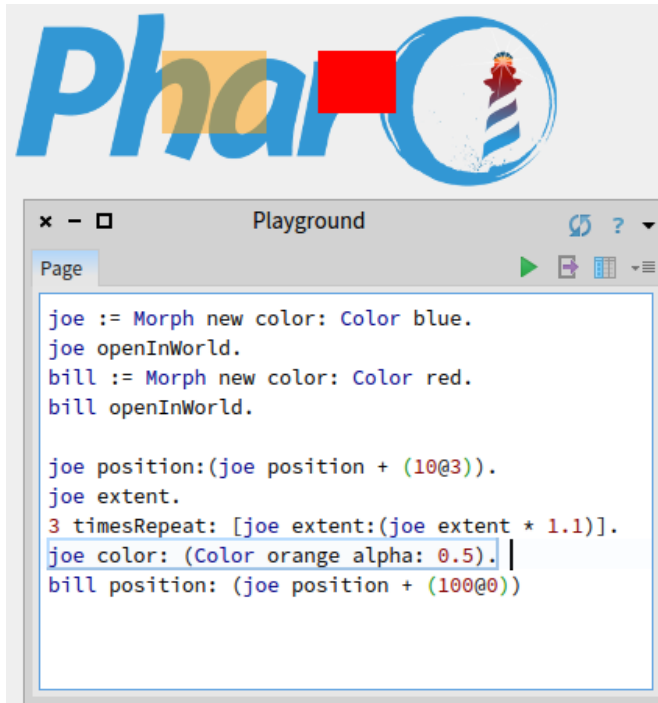 Pharo
Playground
?
Page
joe := Morph new color: Color blue.
joe openInWorld.
bill := Morph new color: Color red.
bill openInWorld.
joe position:(joe position + (10@3)).
joe extent.
3 timesRepeat: [joe extent:(joe extent * 1.1)].
joe color: (Color orange alpha: 0.5).
bill position: (joe position + (100@0))